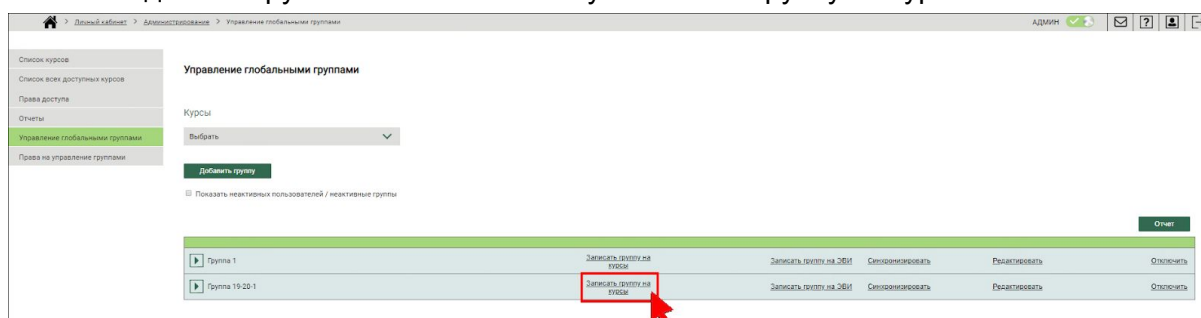 Личный кабинет > Администрирование > Управление глобальными группами
АДМИН
Список курсов
Список всех доступных курсов
Права доступа
Отчеты
Управление глобальными группами
Права на управление группами
Управление глобальными группами
Курсы
Выбрать
Добавить группу
Показать неактивных пользователей / неактивные группы
Отчет
Группа 1
Записать группу на
курсы
Записать группу на ЭВИ
Синхронизировать
Редактировать
Отключить
Группа 19-20-1
Записать группу на
курсы
Записать группу на ЭВИ
Синхронизировать
Редактировать
Отключить